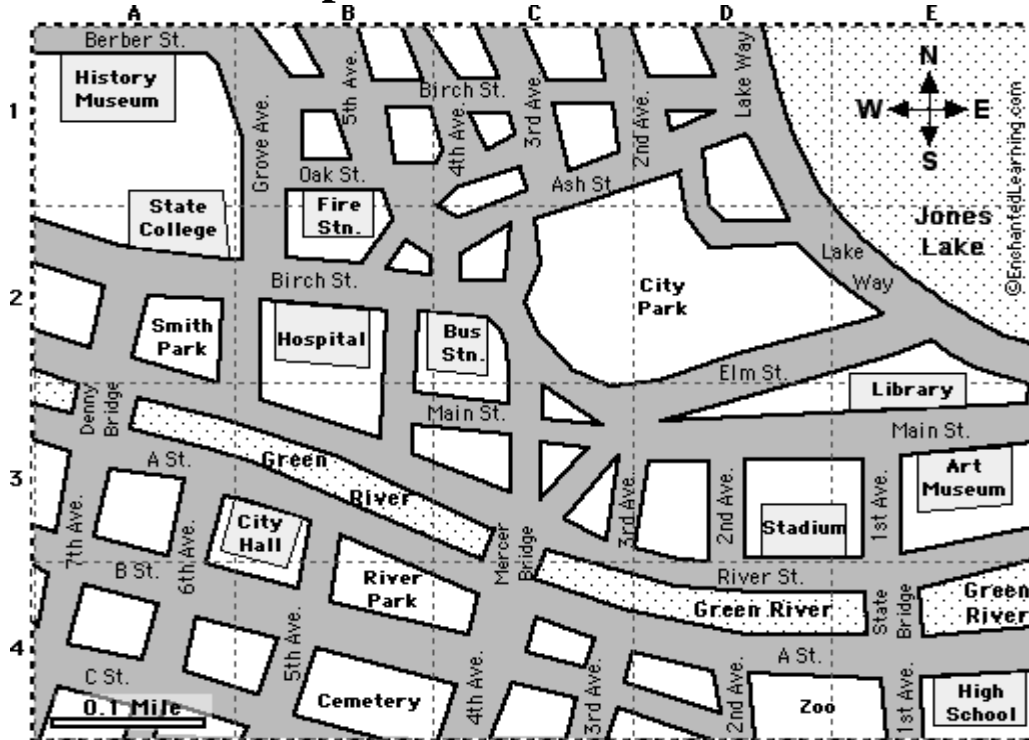 A B C D E
Berber St.
History
Museum
1
Grove Ave.
5th Ave.
Birch St.
4th Ave.
3rd Ave.
2nd Ave.
Lake Way
N
W E
S
©EnchantedLearning.com
Oak St.
Ash St
State
College
Fire
Stn.
Jones
Lake
Lake
Way
2
Birch St.
City
Park
Smith
Park
Hospital
Bus
Stn.
Elm St.
Library
Denny
Bridge
Main St.
Main St.
3
A St.
Green
River
Art
Museum
7th Ave.
6th Ave.
City
Hall
Mercer
Bridge
3rd Ave.
2nd Ave.
Stadium
1st Ave.
B St.
River
Park
River St.
Green River
State
Bridge
Green
River
4
5th Ave.
A St.
C St.
0.1 Mile
Cemetery
4th Ave.
3rd Ave.
2nd Ave.
Zoo
1st Ave.
High
School